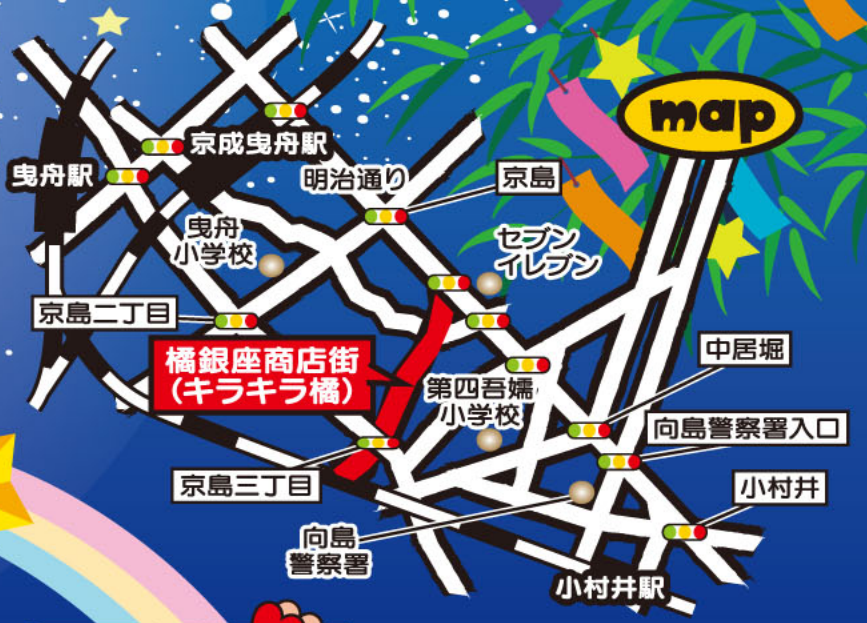 map
京成曳舟駅
曳舟駅
明治通り
京島
曳舟
小学校
セブン
イレブン
京島二丁目
橘銀座商店街
(キラキラ橘)
中居堀
第四吾嬬
小学校
向島警察署入口
京島三丁目
小村井
向島
警察署
小村井駅